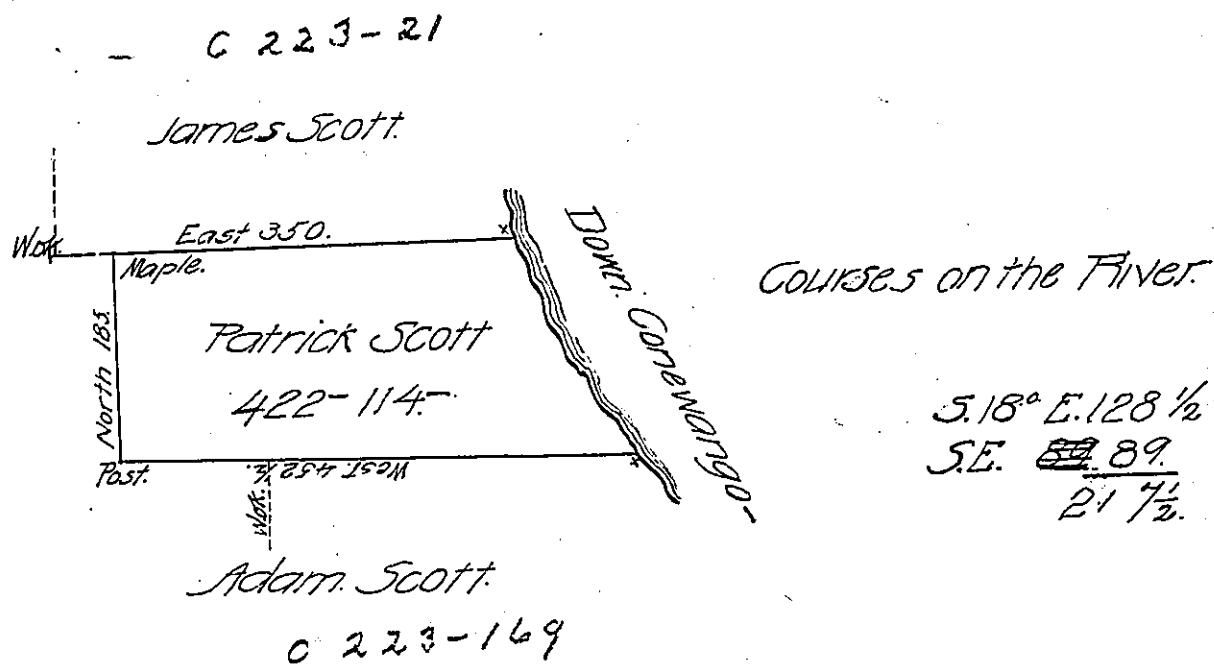 - C 223-21
James Scott.
Wok.
East 350.
Maple.
North 185.
Patrick Scott
422-114.-
Post.
West 452 1/2.
Wok.
Down. Conewango-
Adam. Scott.
C 223-169
Courses on the River.
S.18° E.128 1/2
S.E. 89. 89.
217 1/2.